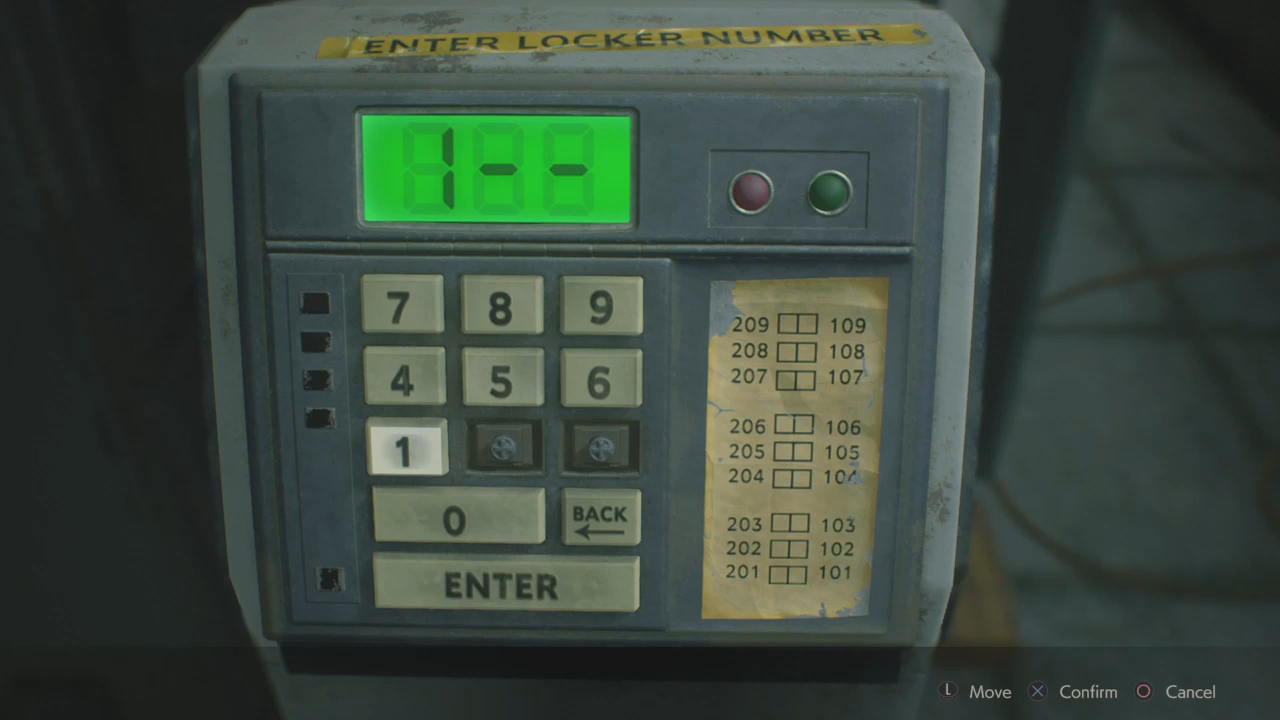 ENTER LOCKER NUMBER
1--
7 8 9
4 5 6
1
0 BACK
ENTER
209 109
208 108
207 107
206 106
205 105
204 104
203 103
202 102
201 101
L Move Confirm Cancel